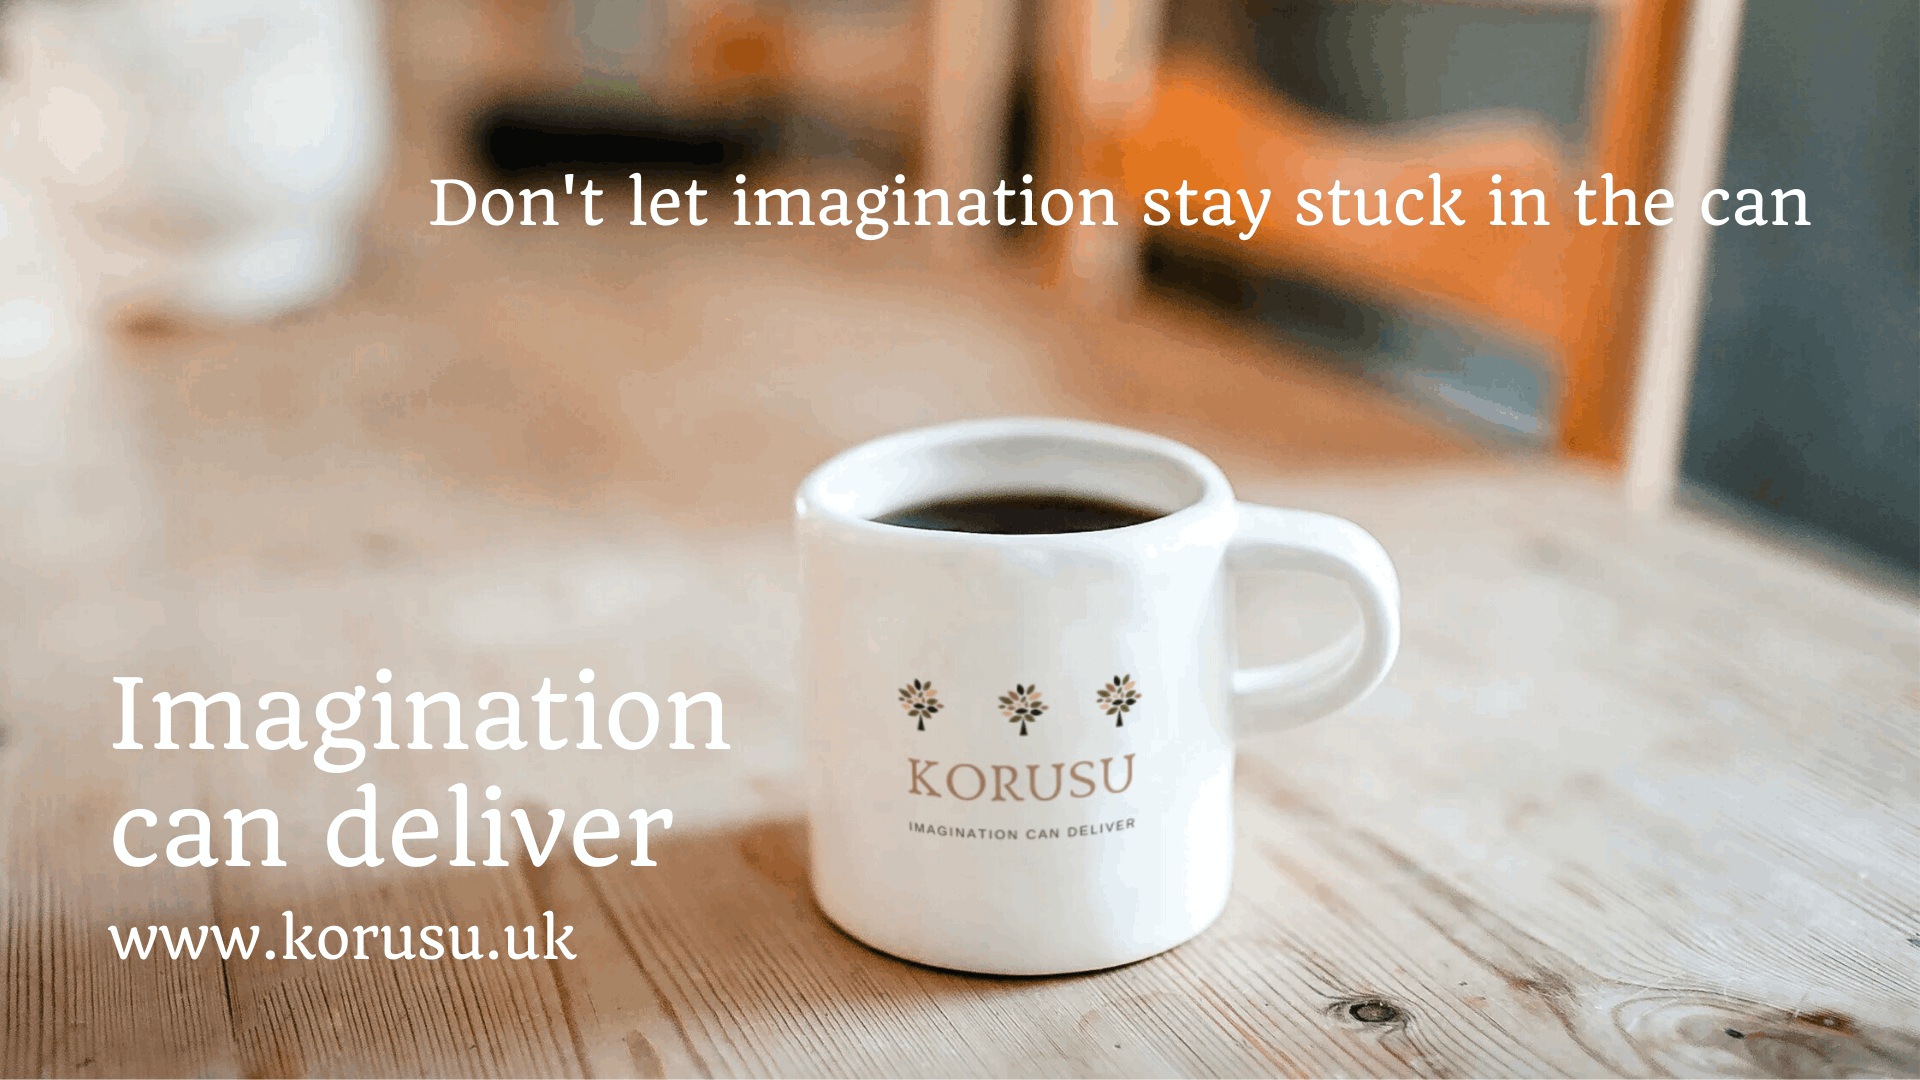 Don't let imagination stay stuck in the can
Imagination
can deliver
www.korusu.uk
KORUSU
IMAGINATION CAN DELIVER